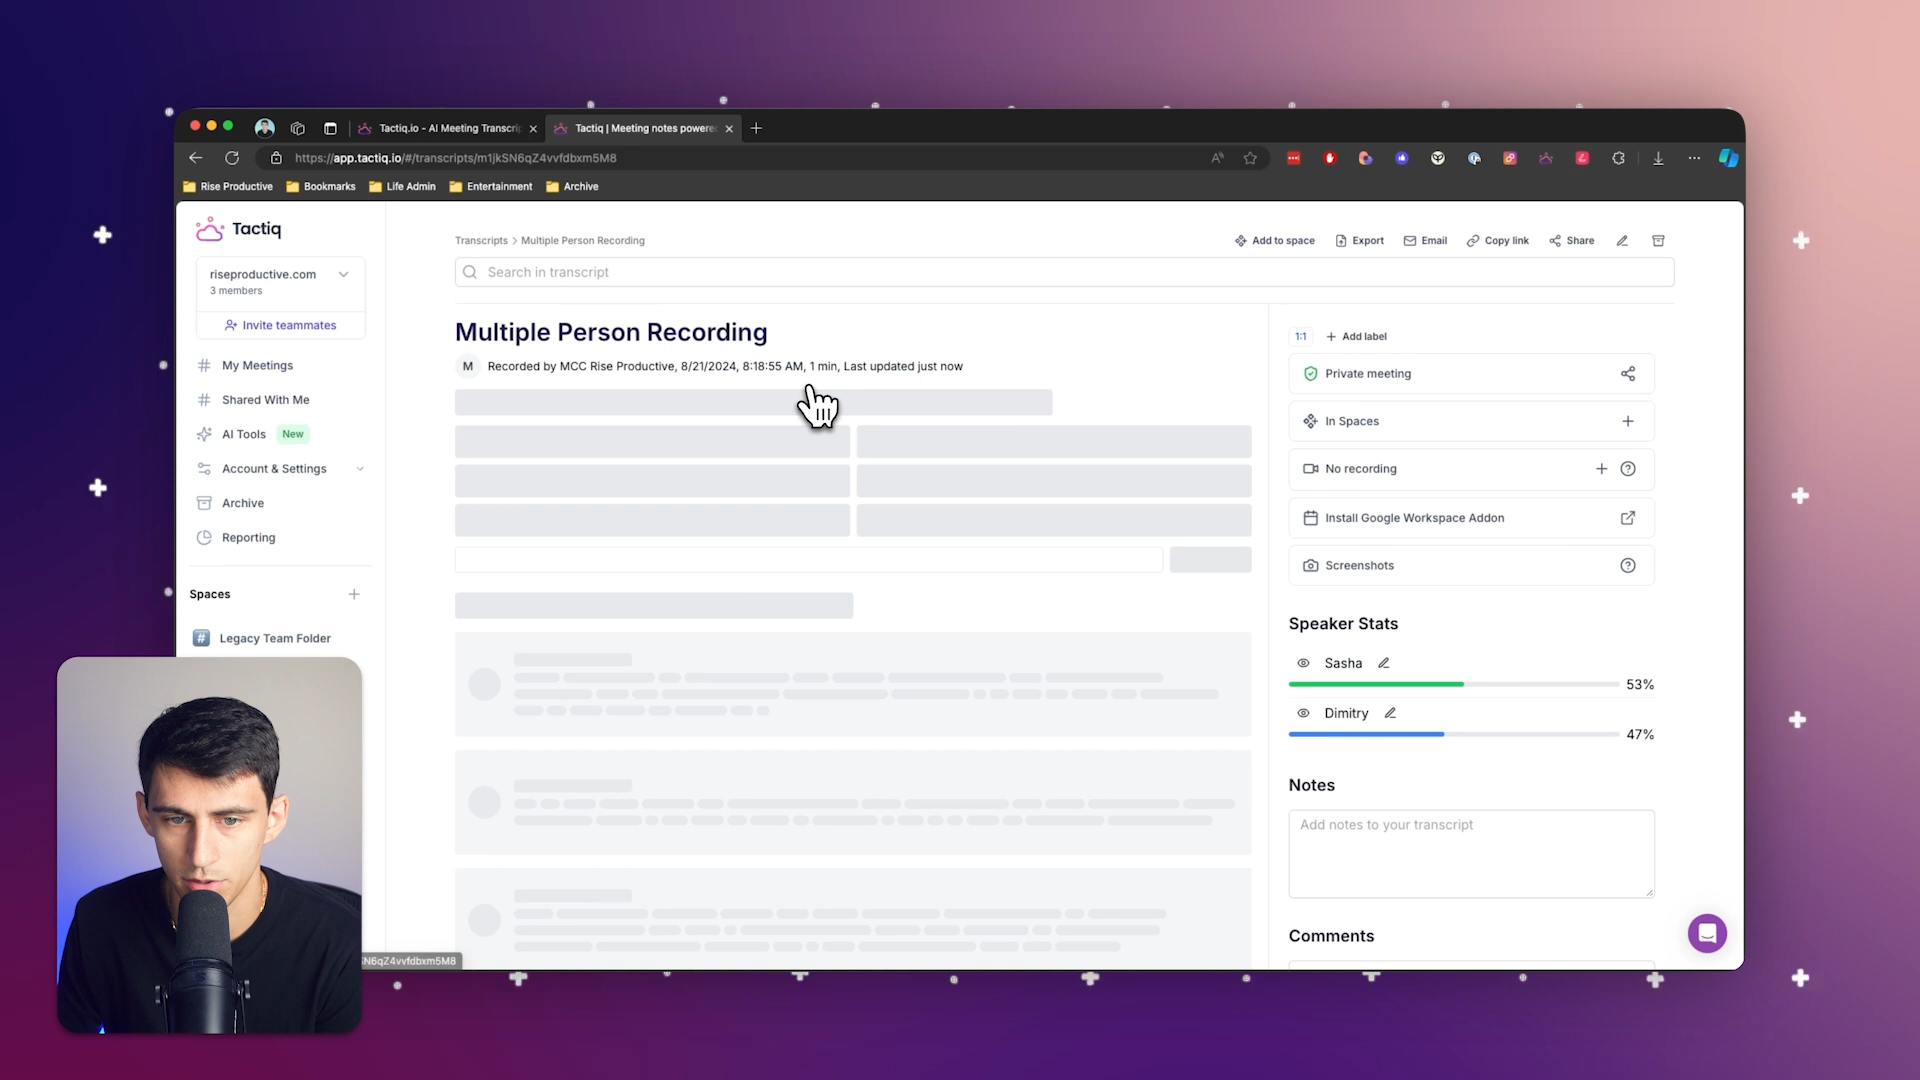 Tactiq.io - AI Meeting Transcri
Tactiq | Meeting notes powere
https://app.tactiq.io/#/transcripts/m1jkSN6qZ4vvfdbxm5M8
Rise Productive
Bookmarks
Life Admin
Entertainment
Archive
Tactiq
riseproductive.com
3 members
Invite teammates
My Meetings
Shared With Me
AI Tools New
Account & Settings
Archive
Reporting
Spaces
Legacy Team Folder
Transcripts > Multiple Person Recording
Add to space
Export
Email
Copy link
Share
Search in transcript
Multiple Person Recording
M Recorded by MCC Rise Productive, 8/21/2024, 8:18:55 AM, 1 min, Last updated just now
1:1 + Add label
Private meeting
In Spaces
No recording
Install Google Workspace Addon
Screenshots
Speaker Stats
Sasha
53%
Dimitry
47%
Notes
Add notes to your transcript
Comments
SN6qZ4vvfdbxm5M8